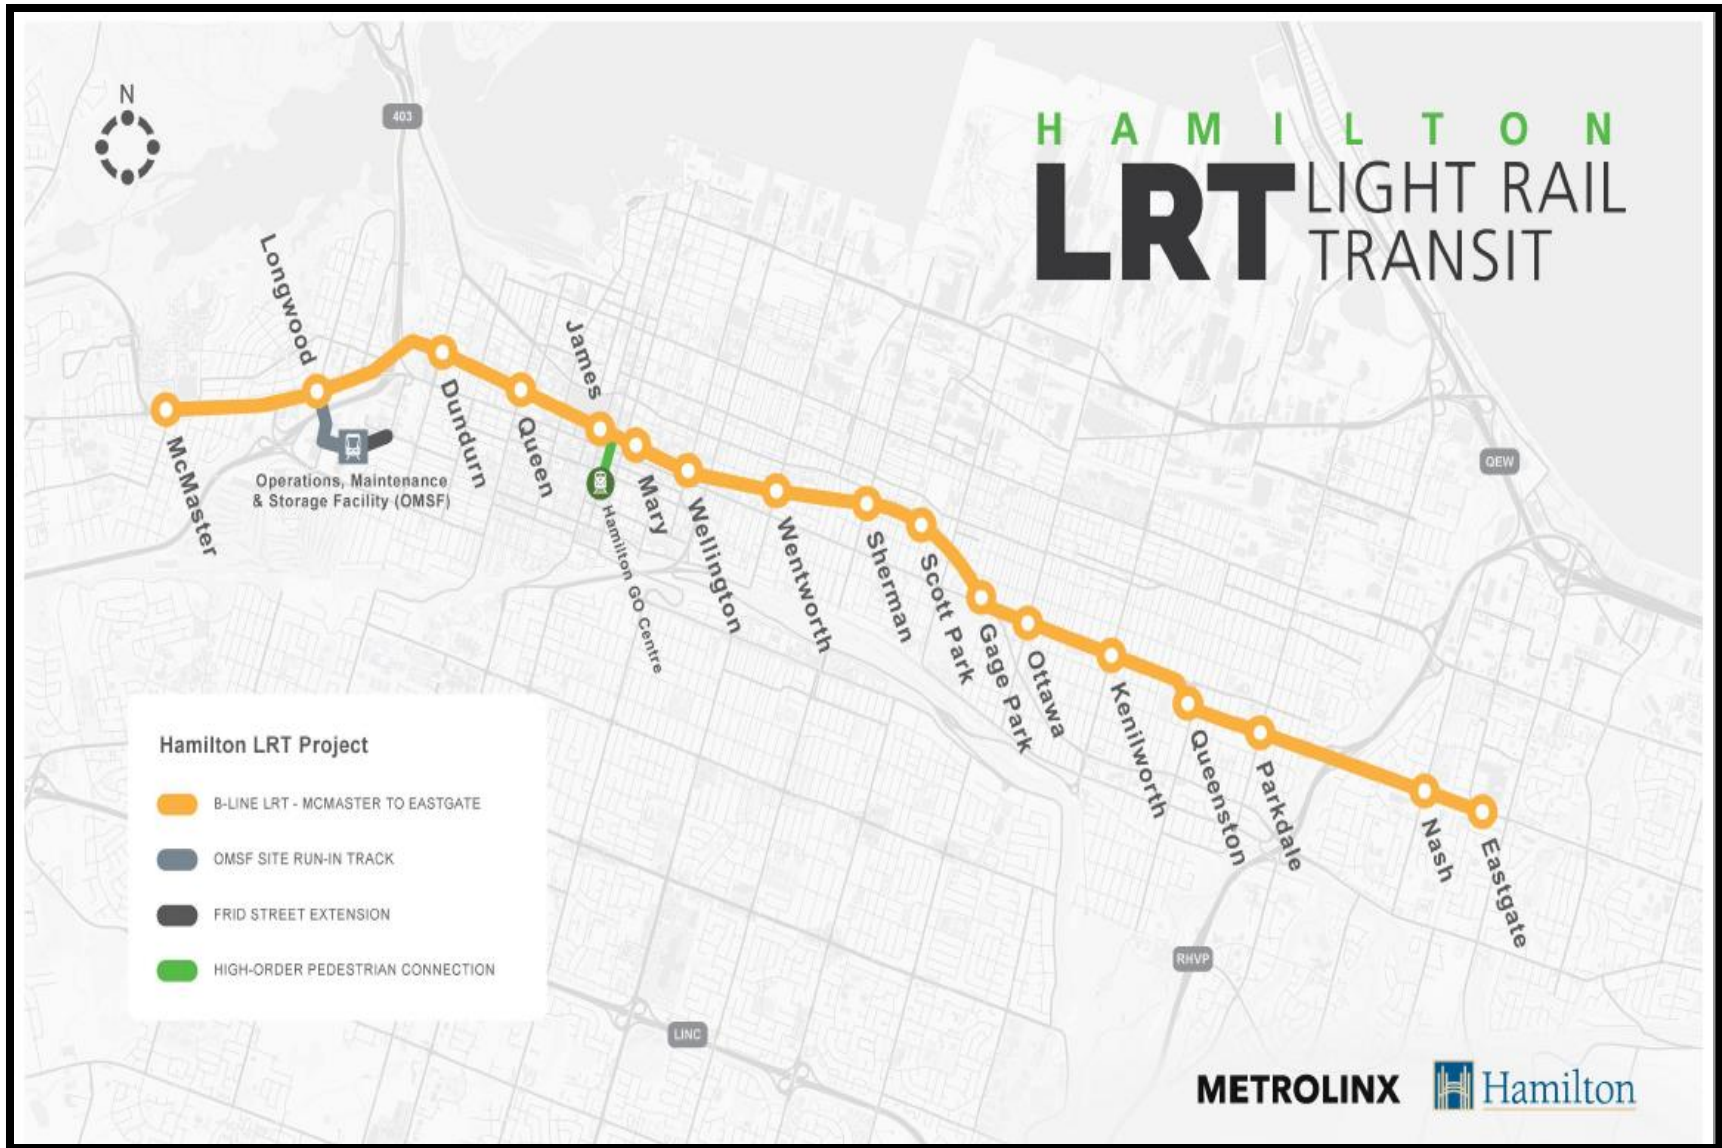 N
403
HAMILTON
LRT LIGHT RAIL
TRANSIT
Longwood
James
McMaster
Dundurn
Queen
Operations, Maintenance
& Storage Facility (OMSF)
Hamilton GO Centre
Mary
Wellington
Wentworth
Sherman
Scott Park
Gage Park
Ottawa
Kenilworth
Queenston
Parkdale
Nash
Eastgate
QEW
RHVP
LINC
Hamilton LRT Project
B-LINE LRT - MCMASTER TO EASTGATE
OMSF SITE RUN-IN TRACK
FRID STREET EXTENSION
HIGH-ORDER PEDESTRIAN CONNECTION
METROLINX
Hamilton